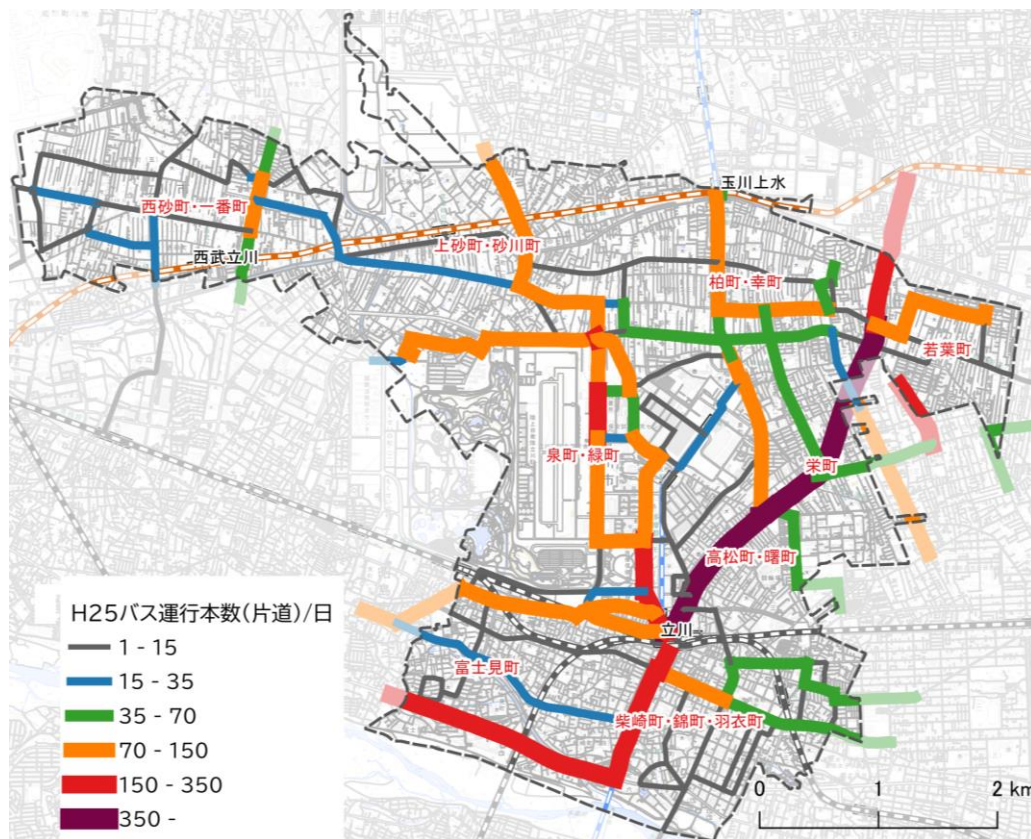 玉川上水
西砂町・一番町
西武立川
上砂町・砂川町
柏町・幸町
若葉町
泉町・緑町
栄町
高松町・曙町
立川
富士見町
柴崎町・錦町・羽衣町
H25バス運行本数(片道)/日
1 - 15
15 - 35
35 - 70
70 - 150
150 - 350
350 -
0 1 2 km